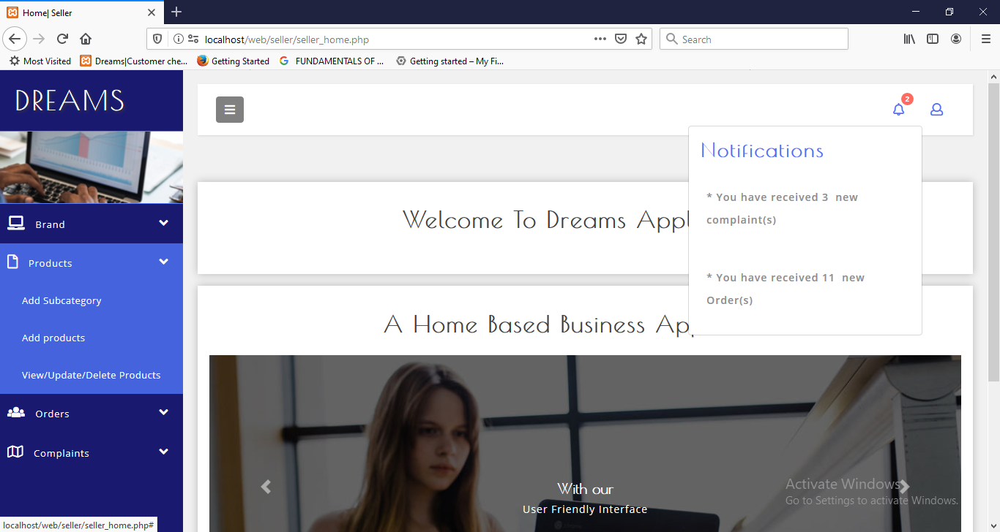 Home| Seller
localhost/web/seller/seller_home.php
Search
Most Visited
Dreams|Customer che...
Getting Started
FUNDAMENTALS OF ...
Getting started – My Fi...
DREAMS
2
Notifications
* You have received 3 new
complaint(s)
* You have received 11 new
Order(s)
Brand
Products
Add Subcategory
Add products
View/Update/Delete Products
Orders
Complaints
Welcome To Dreams
A Home Based Business
With our
User Friendly Interface
Activate Windows
Go to Settings to activate Windows.
localhost/web/seller/seller_home.php#